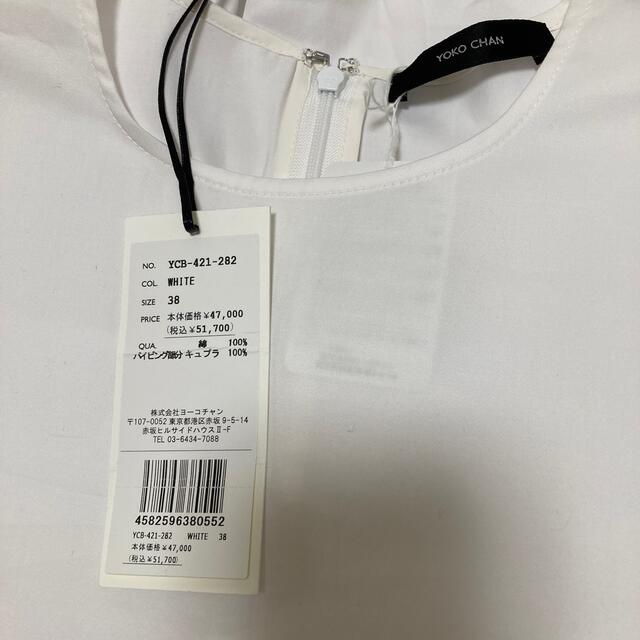 YOKO CHAN
NO. YCB-421-282
COL. WHITE
SIZE 38
PRICE 本体価格¥47,000
(税込¥51,700)
QUA. 綿 100%
パイピング部分 キュプラ 100%
株式会社ヨーコチャン
〒107-0052 東京都港区赤坂 9-5-14
赤坂ヒルサイドハウスⅡ-F
TEL 03-6434-7088
4582596380552
YCB-421-282 WHITE 38
本体価格¥47,000
(税込¥51,700)